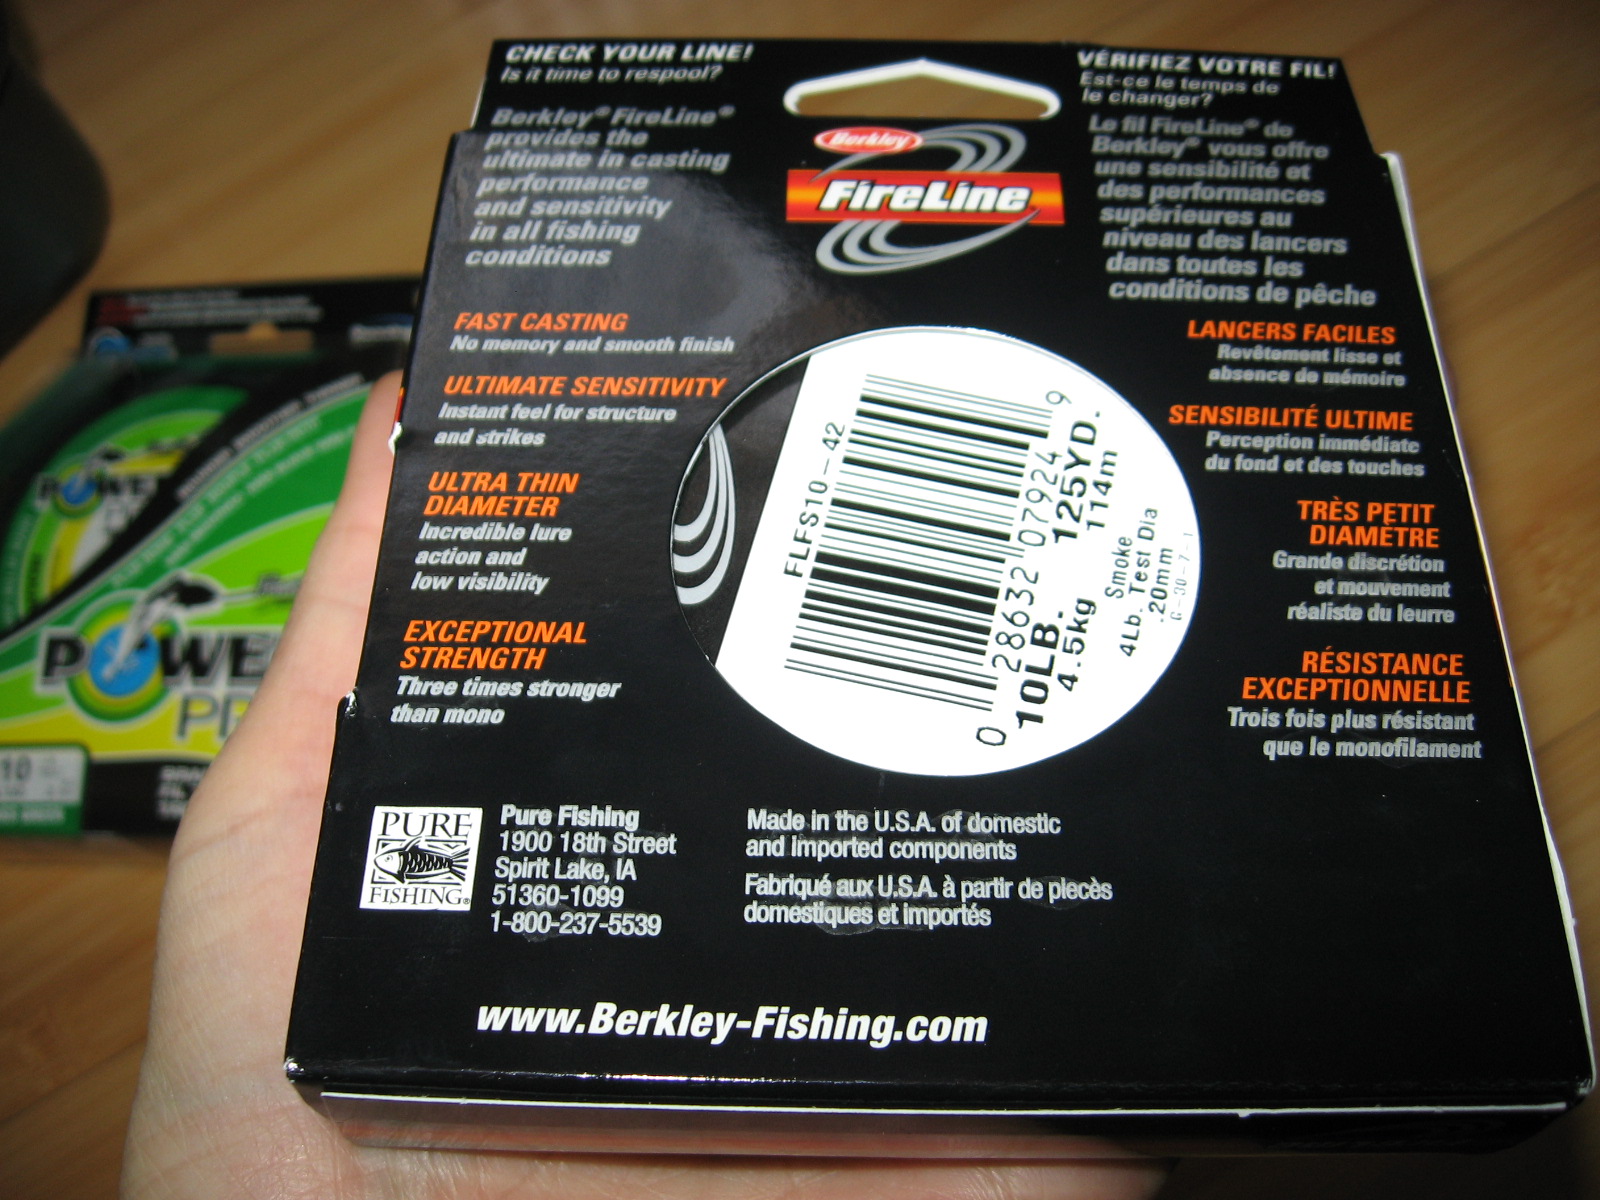 CHECK YOUR LINE!
Is it time to respool?
Berkley® FireLine®
provides the
ultimate in casting
performance
and sensitivity
in all fishing
conditions
FAST CASTING
No memory and smooth finish
ULTIMATE SENSITIVITY
Instant feel for structure
and strikes
ULTRA THIN
DIAMETER
Incredible lure
action and
low visibility
EXCEPTIONAL
STRENGTH
Three times stronger
than mono
Berkley
FireLine
VÉRIFIEZ VOTRE FIL!
Est-ce le temps de
le changer?
Le fil FireLine® de
Berkley® vous offre
une sensibilité et
des performances
supérieures au
niveau des lancers
dans toutes les
conditions de pêche
LANCERS FACILES
Revêtement lisse et
absence de mémoire
SENSIBILITÉ ULTIME
Perception immédiate
du fond et des touches
TRÈS PETIT
DIAMÈTRE
Grande discrétion
et mouvement
réaliste du leurre
RÉSISTANCE
EXCEPTIONNELLE
Trois fois plus résistant
que le monofilament
FLFS10-42
0 28632 07924 9
10LB. 125YD.
4.5kg 114m
Smoke
4Lb. Test Dia
.20mm
G-30-7-1
PURE
FISHING®
Pure Fishing
1900 18th Street
Spirit Lake, IA
51360-1099
1-800-237-5539
Made in the U.S.A. of domestic
and imported components
Fabriqué aux U.S.A. à partir de piecès
domestiques et importés
www.Berkley-Fishing.com
POWE
POWE
PR
10